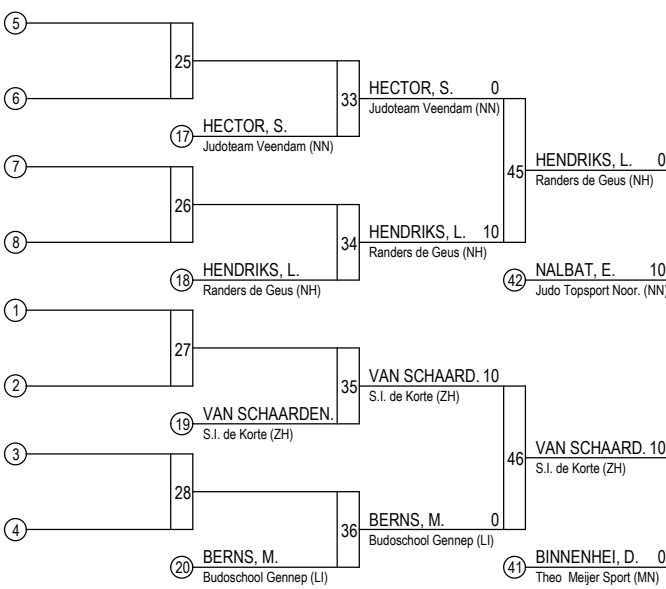 5
25
6
33
HECTOR, S. 0
Judoteam Veendam (NN)
17
HECTOR, S.
Judoteam Veendam (NN)
45
HENDRIKS, L. 0
Randers de Geus (NH)
7
26
8
34
HENDRIKS, L. 10
Randers de Geus (NH)
18
HENDRIKS, L.
Randers de Geus (NH)
42
NALBAT, E. 10
Judo Topsport Noor. (NN)
1
27
2
35
VAN SCHAARD. 10
S.I. de Korte (ZH)
19
VAN SCHAARDEN.
S.I. de Korte (ZH)
46
VAN SCHAARD. 10
S.I. de Korte (ZH)
3
28
4
36
BERNS, M. 0
Budoschool Gennep (LI)
20
BERNS, M.
Budoschool Gennep (LI)
41
BINNENHEI, D. 0
Theo Meijer Sport (MN)